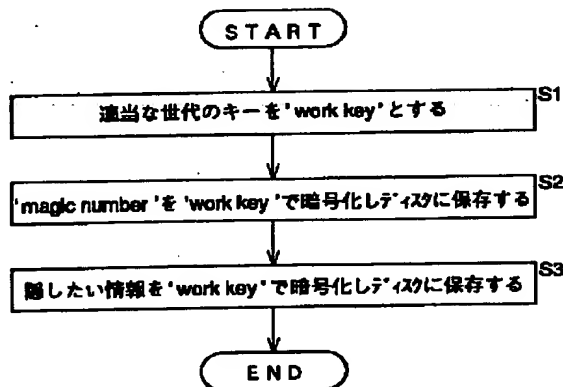 START
適当な世代のキーを'work key'とする
S1
'magic number'を'work key'で暗号化しディスクに保存する
S2
隠したい情報を'work key'で暗号化しディスクに保存する
S3
END